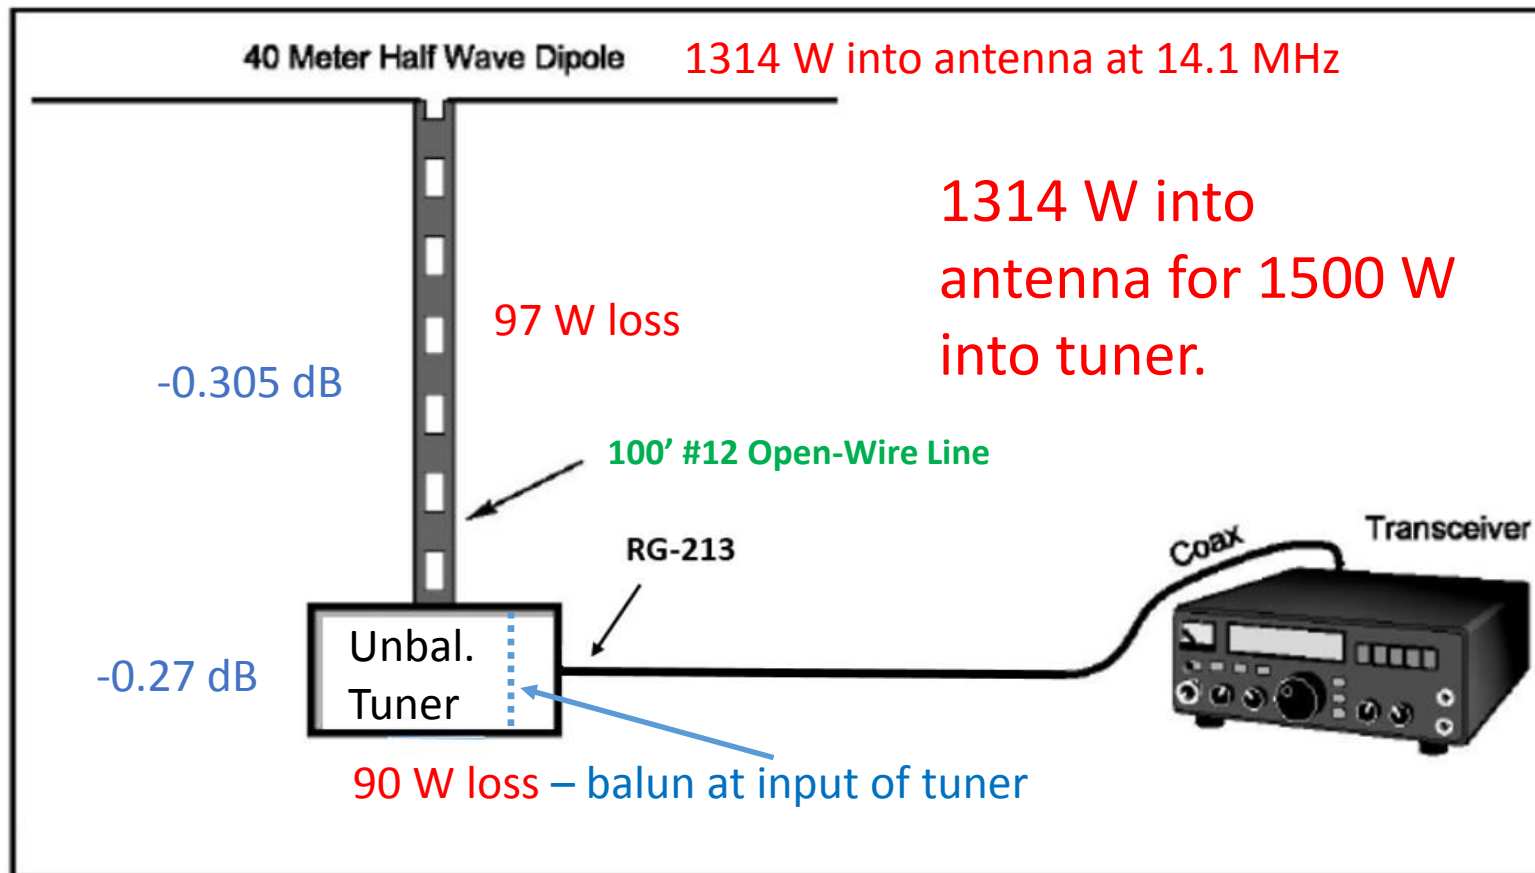 40 Meter Half Wave Dipole
1314 W into antenna at 14.1 MHz
1314 W into
antenna for 1500 W
into tuner.
97 W loss
-0.305 dB
100’ #12 Open-Wire Line
RG-213
Coax
Transceiver
Unbal.
Tuner
-0.27 dB
90 W loss – balun at input of tuner